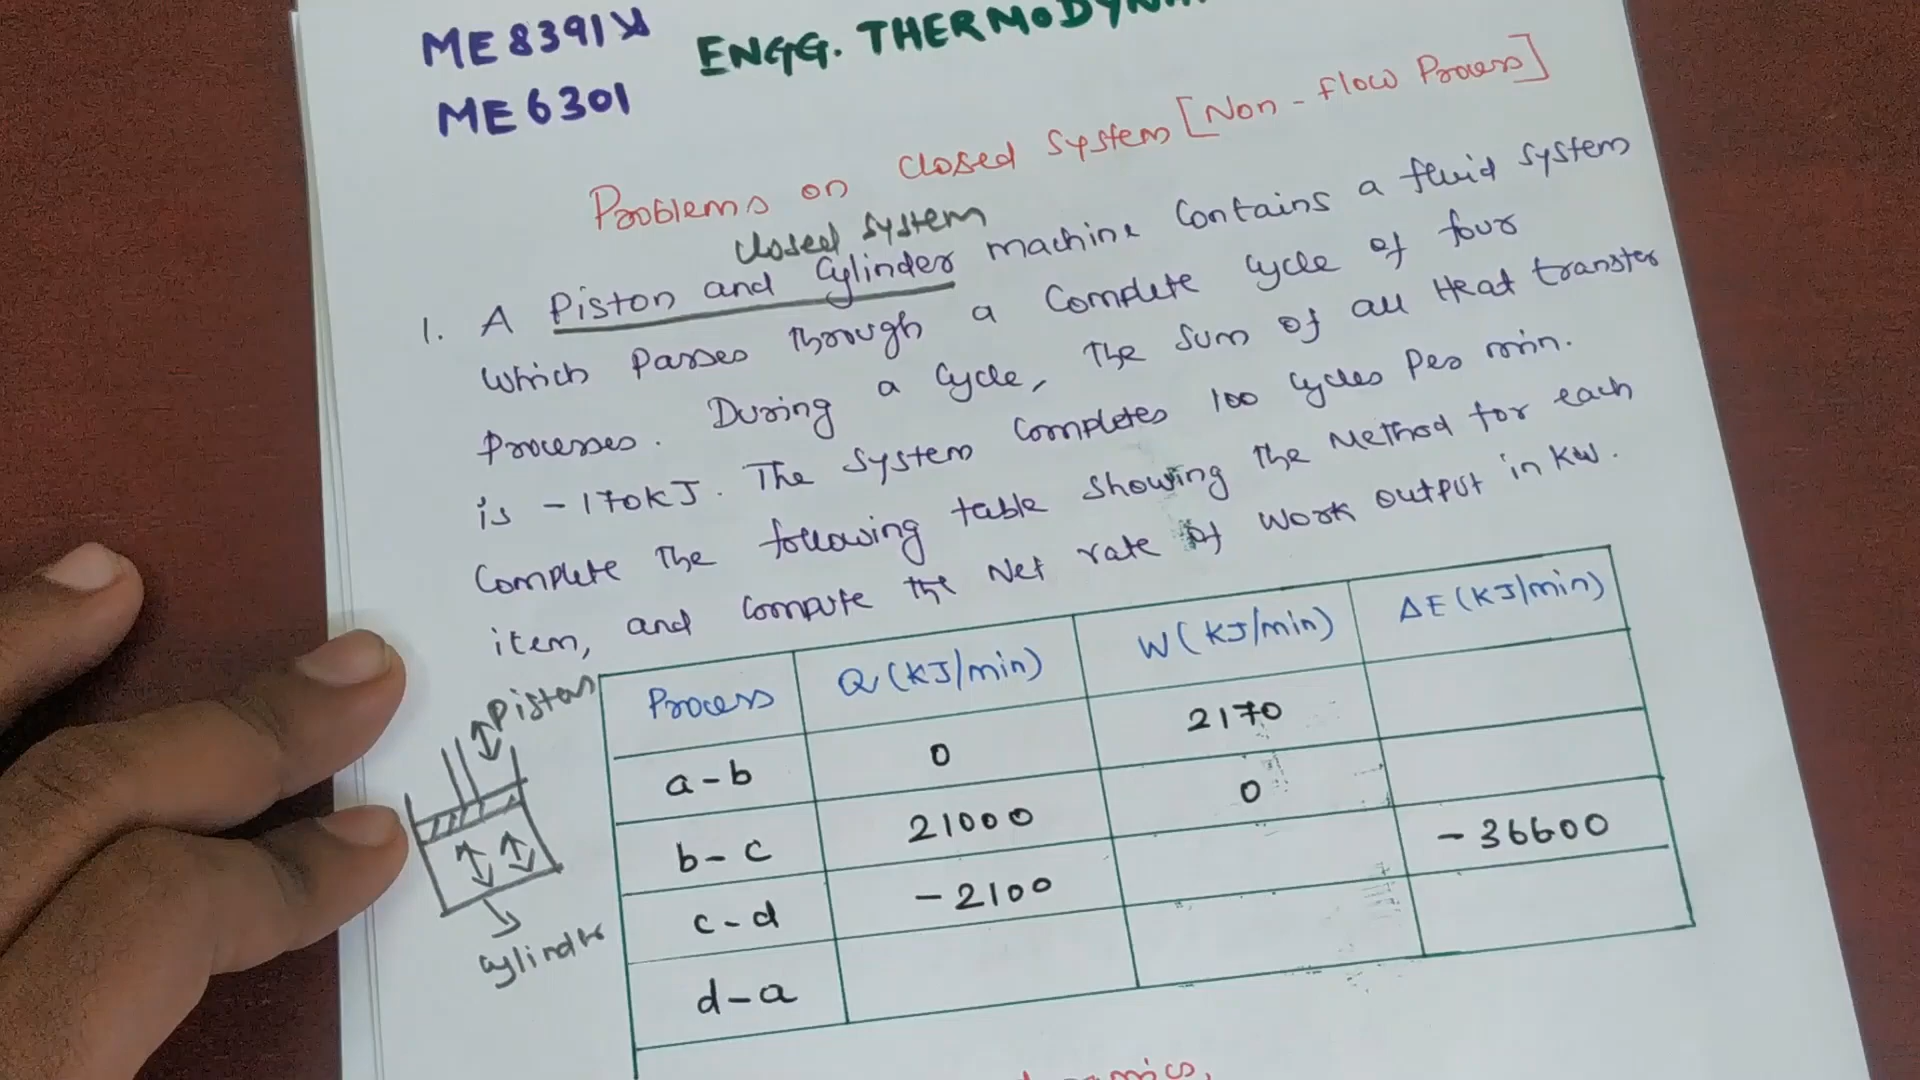 ME 8391 &
ME 6301
ENGG. THERMODYNA
Problems on Closed System [Non-flow Process]
Closed System
1. A Piston and Cylinder machine Contains a fluid system
which Passes through a Complete Cycle of four
Processes. During a Cycle, the Sum of all Heat transfer
is -170KJ. The System Completes 100 Cycles Per min.
Complete The following table showing the Method for each
item, and Compute the Net rate of Work output in KW.
Process Q(KJ/min) W(KJ/min) ΔE(KJ/min)
a-b 0 2170
b-c 21000 0
c-d -2100 -36600
d-a
Piston
Cylinder